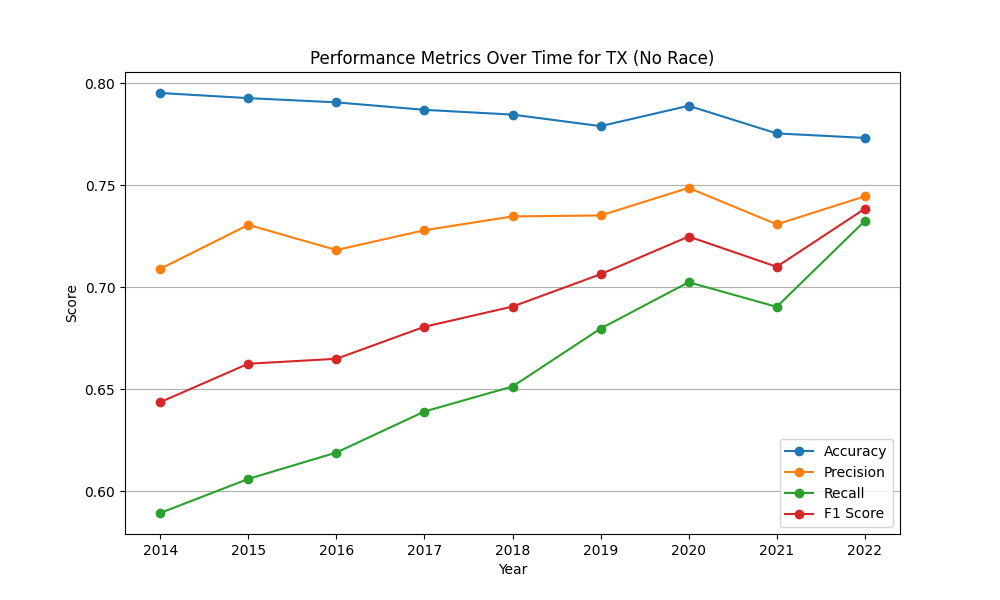 Performance Metrics Over Time for TX (No Race)
0.80
0.75
0.70
0.65
0.60
Score
2014 2015 2016 2017 2018 2019 2020 2021 2022
Year
Accuracy
Precision
Recall
F1 Score